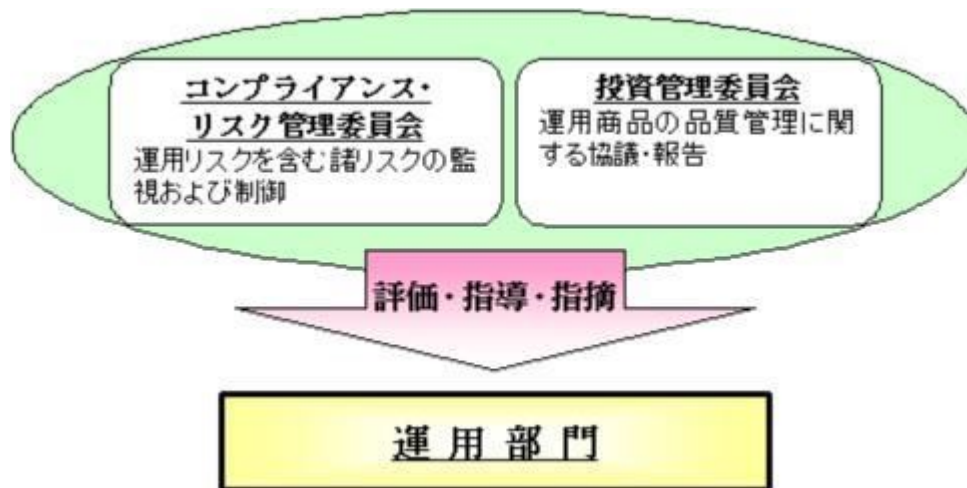 コンプライアンス・
リスク管理委員会
運用リスクを含む諸リスクの監
視および制御
投資管理委員会
運用商品の品質管理に関
する協議・報告
評価・指導・指摘
運用部門